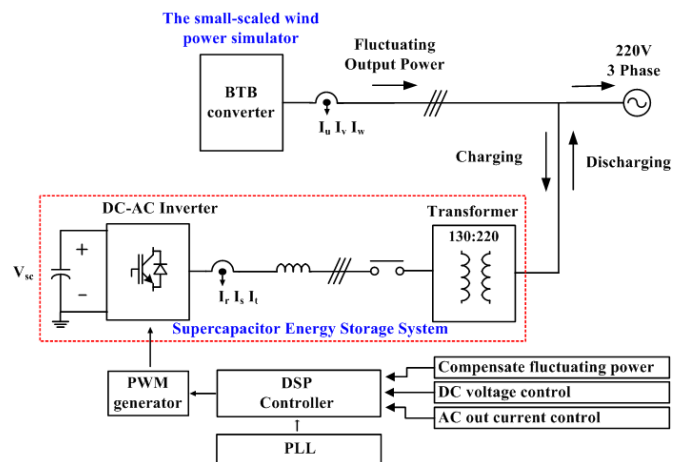 The small-scaled wind
power simulator
BTB
converter
Fluctuating
Output Power
220V
3 Phase
Iu Iv Iw
Charging
Discharging
DC-AC Inverter
Transformer
130:220
+
Vsc
−
Ir Is It
Supercapacitor Energy Storage System
PWM
generator
DSP
Controller
Compensate fluctuating power
DC voltage control
AC out current control
PLL